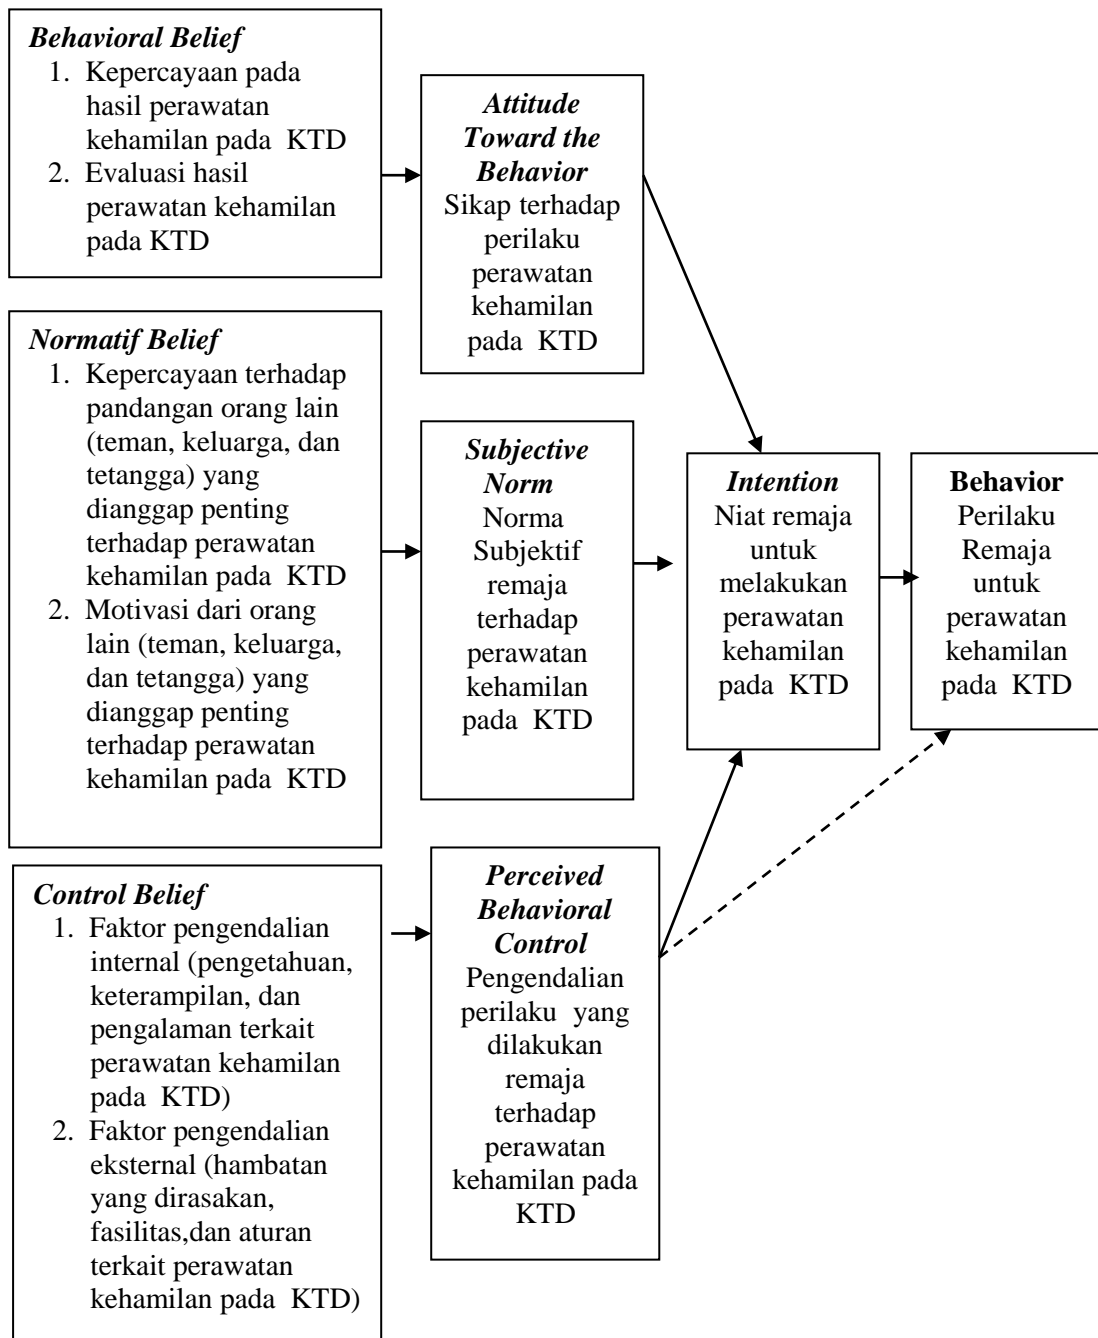 Behavioral Belief
1. Kepercayaan pada
hasil perawatan
kehamilan pada KTD
2. Evaluasi hasil
perawatan kehamilan
pada KTD
Attitude
Toward the
Behavior
Sikap terhadap
perilaku
perawatan
kehamilan
pada KTD
Normatif Belief
1. Kepercayaan terhadap
pandangan orang lain
(teman, keluarga, dan
tetangga) yang
dianggap penting
terhadap perawatan
kehamilan pada KTD
2. Motivasi dari orang
lain (teman, keluarga,
dan tetangga) yang
dianggap penting
terhadap perawatan
kehamilan pada KTD
Subjective
Norm
Norma
Subjektif
remaja
terhadap
perawatan
kehamilan
pada KTD
Intention
Niat remaja
untuk
melakukan
perawatan
kehamilan
pada KTD
Behavior
Perilaku
Remaja
untuk
perawatan
kehamilan
pada KTD
Control Belief
1. Faktor pengendalian
internal (pengetahuan,
keterampilan, dan
pengalaman terkait
perawatan kehamilan
pada KTD)
2. Faktor pengendalian
eksternal (hambatan
yang dirasakan,
fasilitas,dan aturan
terkait perawatan
kehamilan pada KTD)
Perceived
Behavioral
Control
Pengendalian
perilaku yang
dilakukan
remaja
terhadap
perawatan
kehamilan pada
KTD